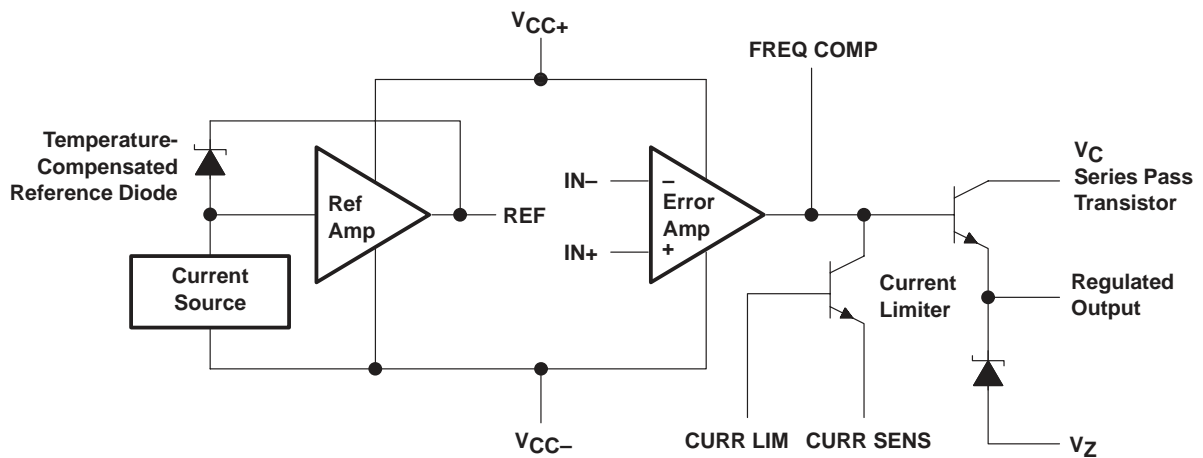 VCC+
FREQ COMP
Temperature-
Compensated
Reference Diode
VC
Series Pass
Transistor
IN–
–
Error
Amp
+
Ref
Amp
REF
IN+
Current
Source
Current
Limiter
Regulated
Output
VCC–
CURR LIM
CURR SENS
VZ